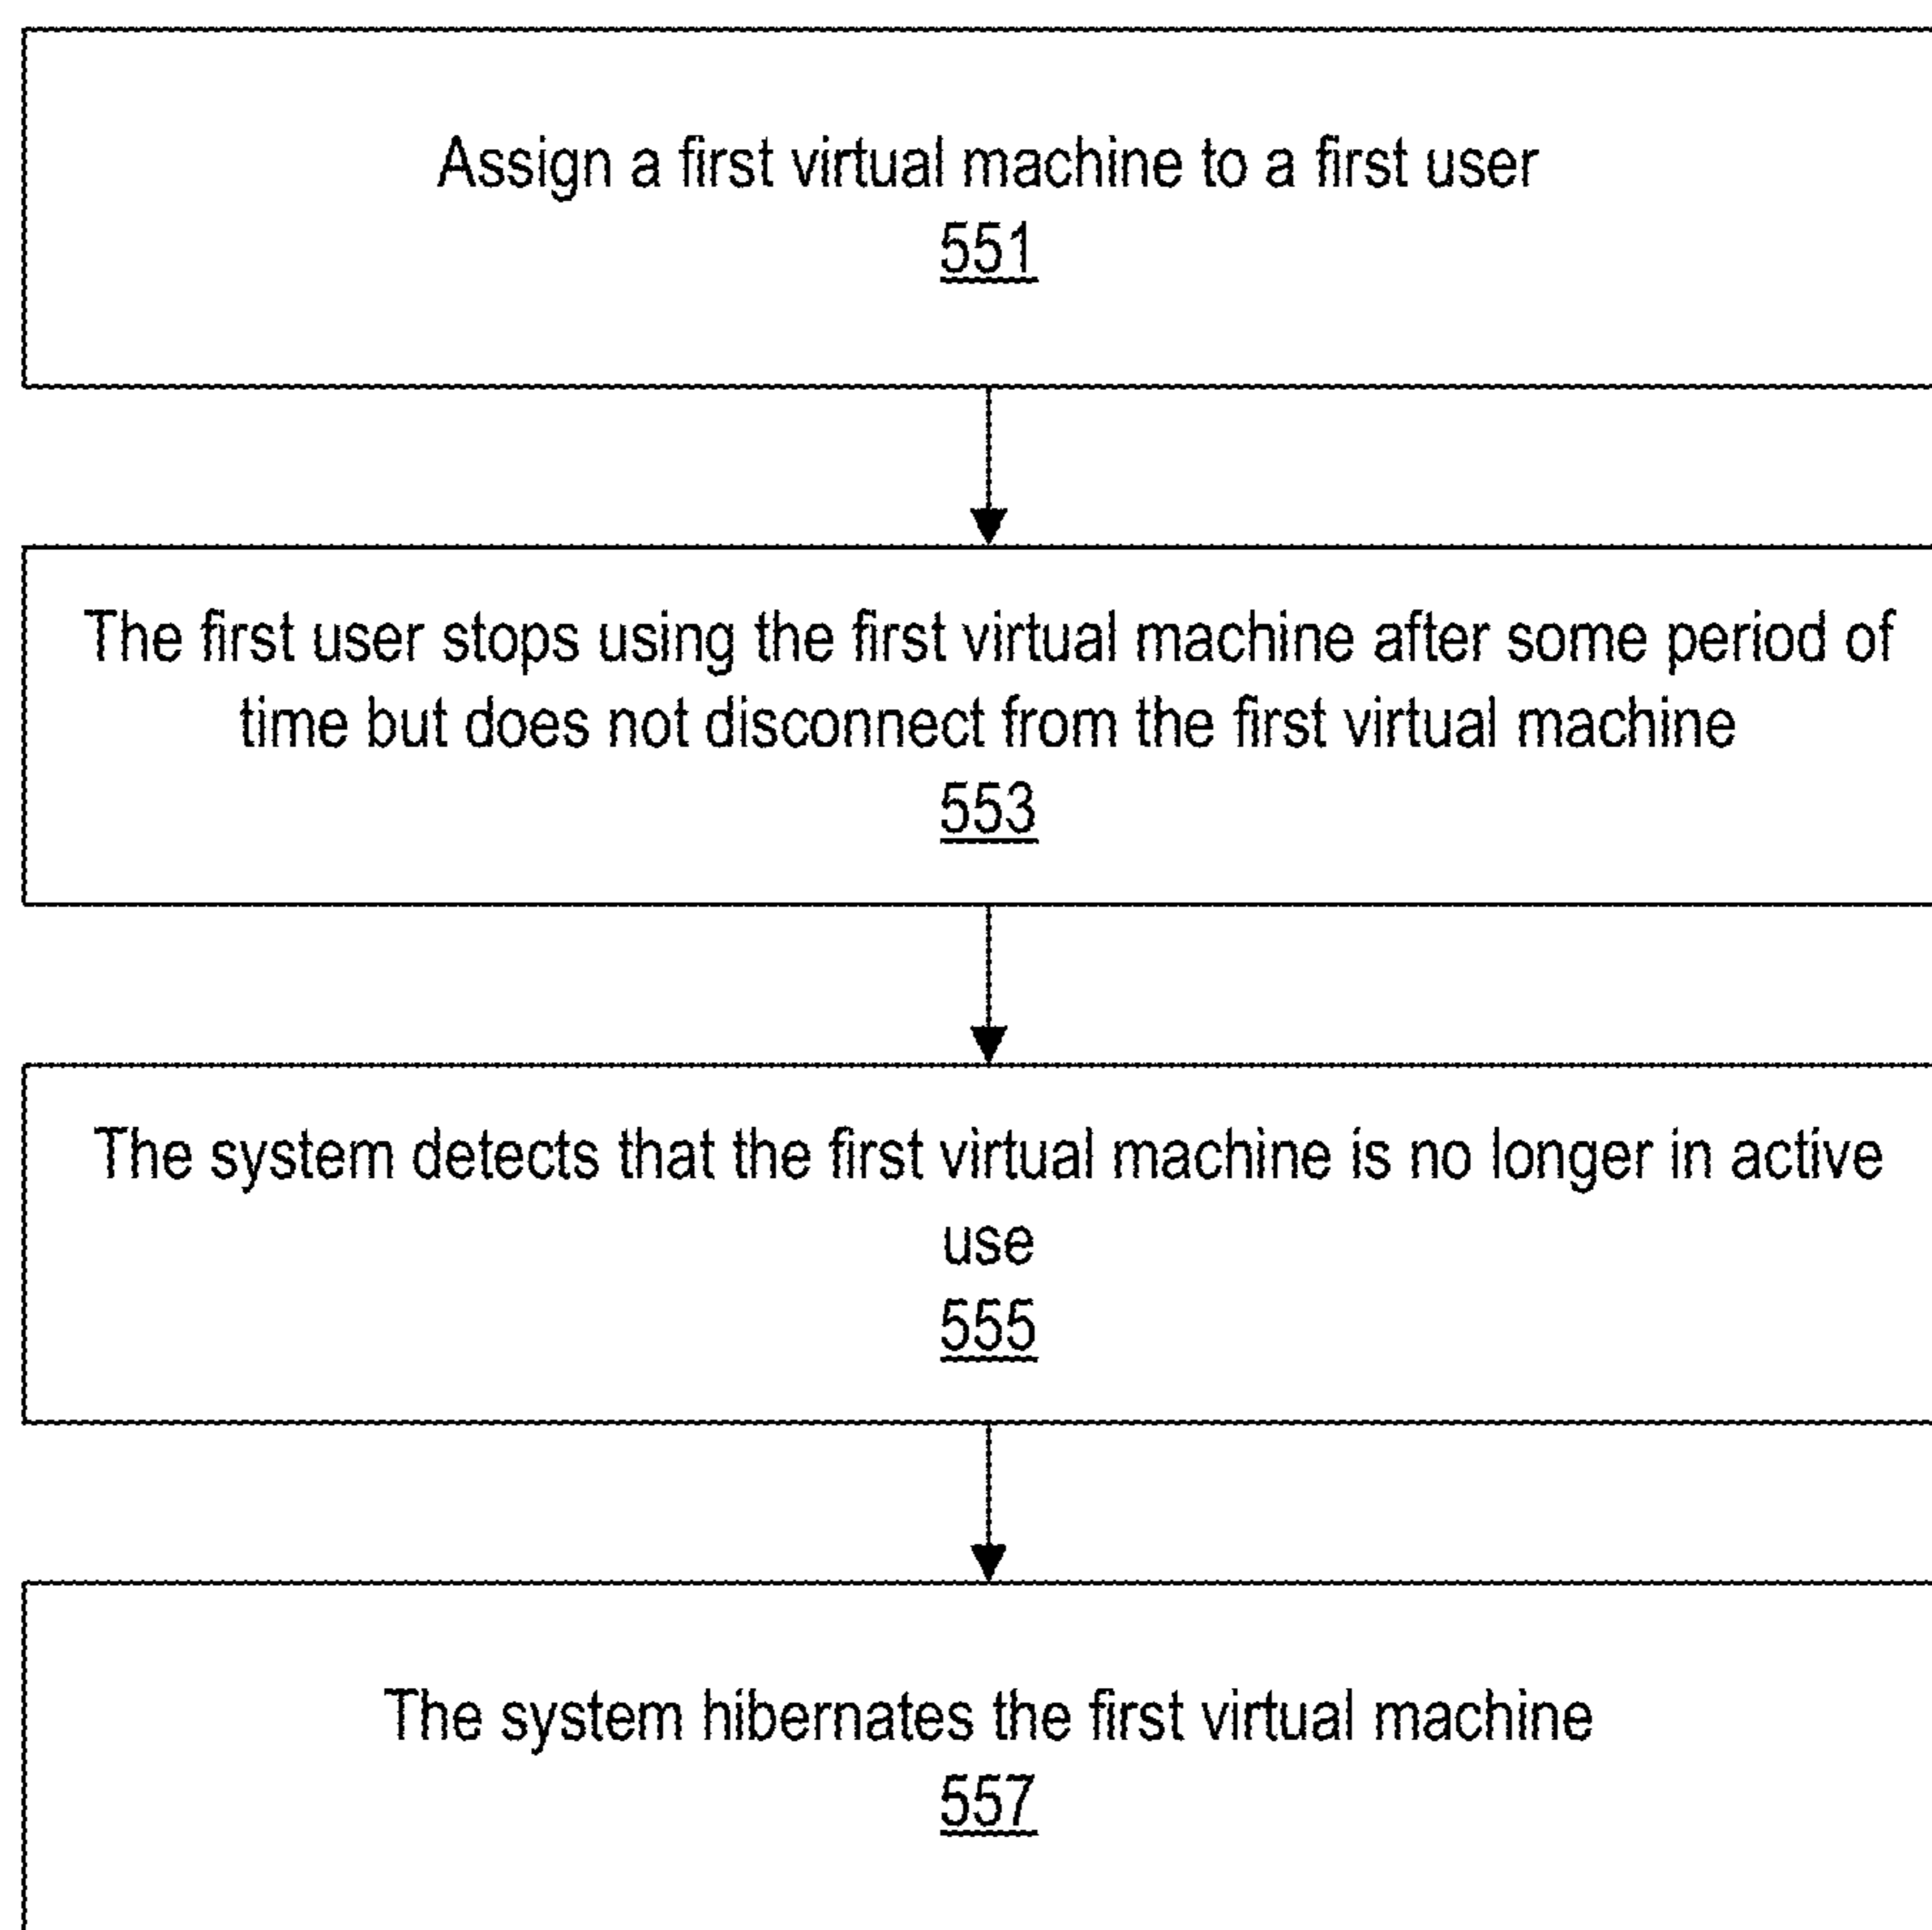 Assign a first virtual machine to a first user
551
The first user stops using the first virtual machine after some period of
time but does not disconnect from the first virtual machine
553
The system detects that the first virtual machine is no longer in active
use
555
The system hibernates the first virtual machine
557